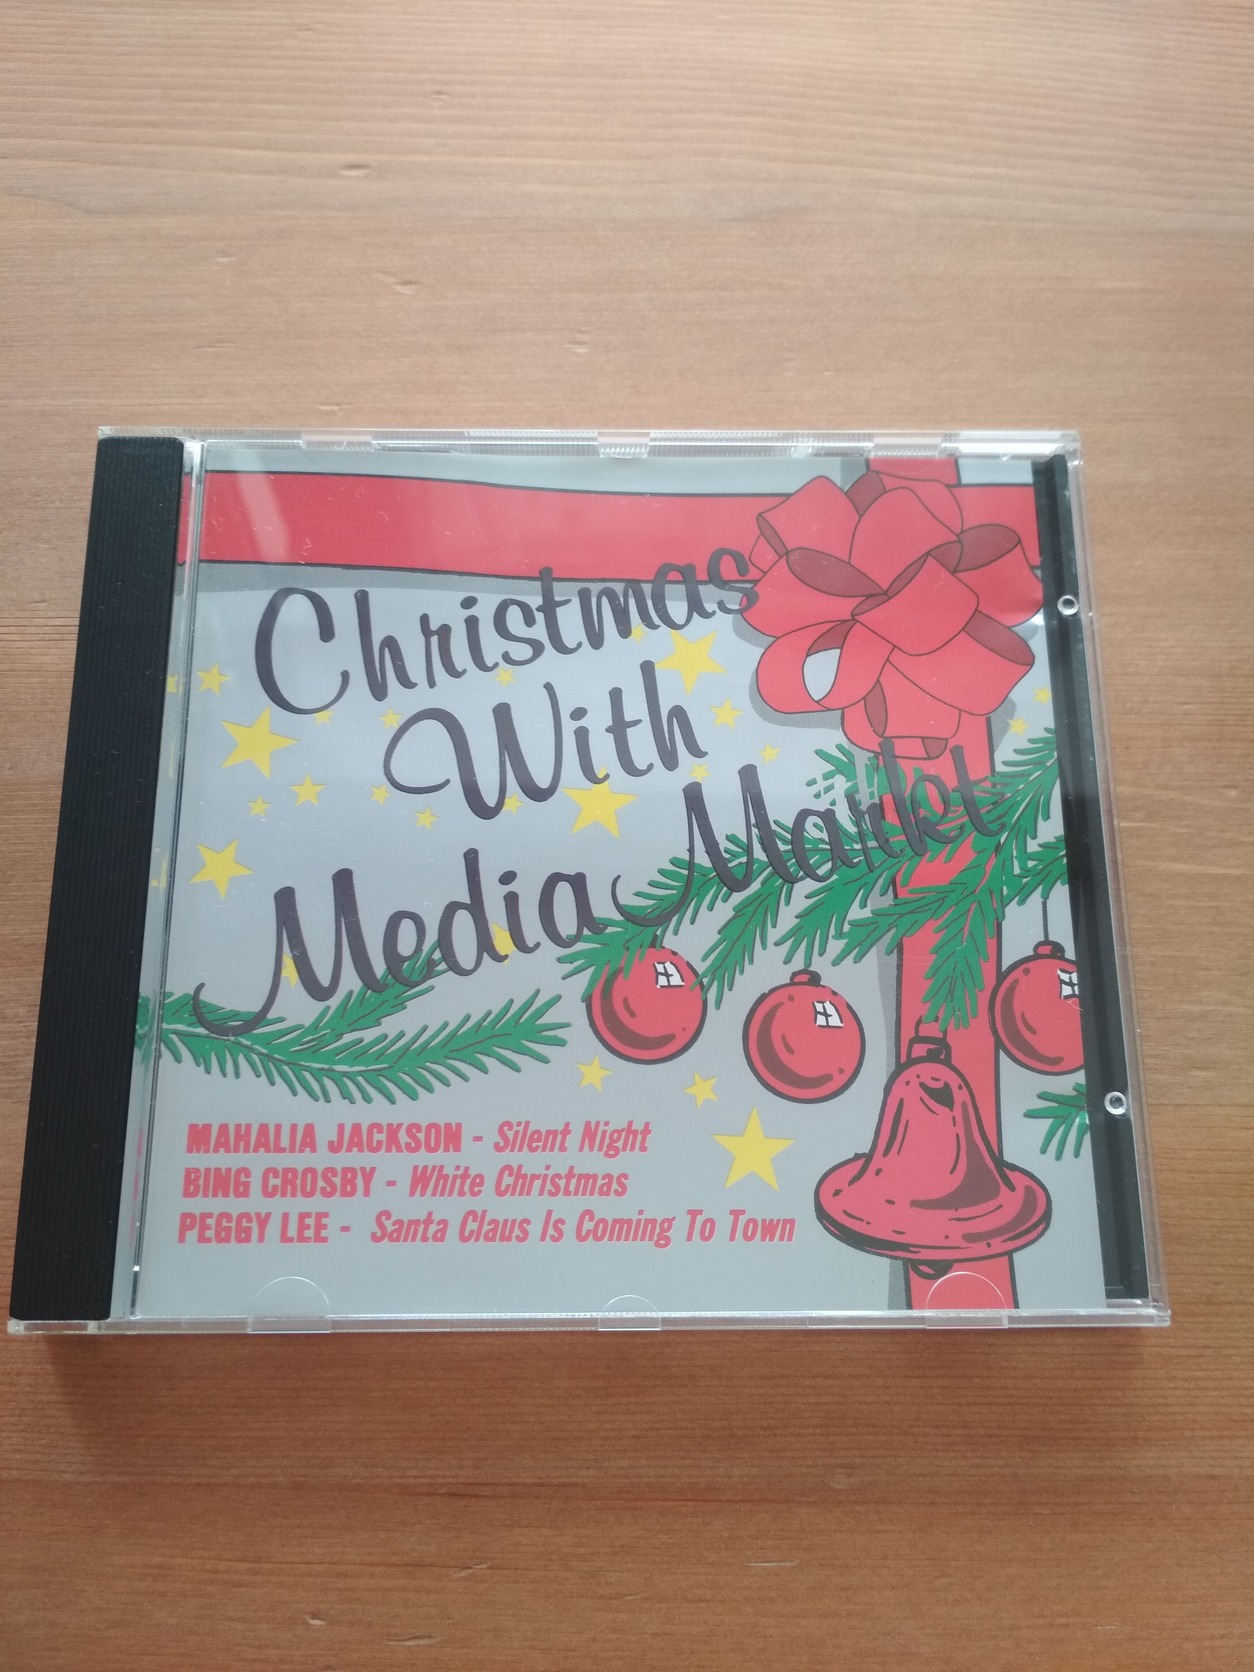 Christmas
With
Media Markt
MAHALIA JACKSON - Silent Night
BING CROSBY - White Christmas
PEGGY LEE - Santa Claus Is Coming To Town